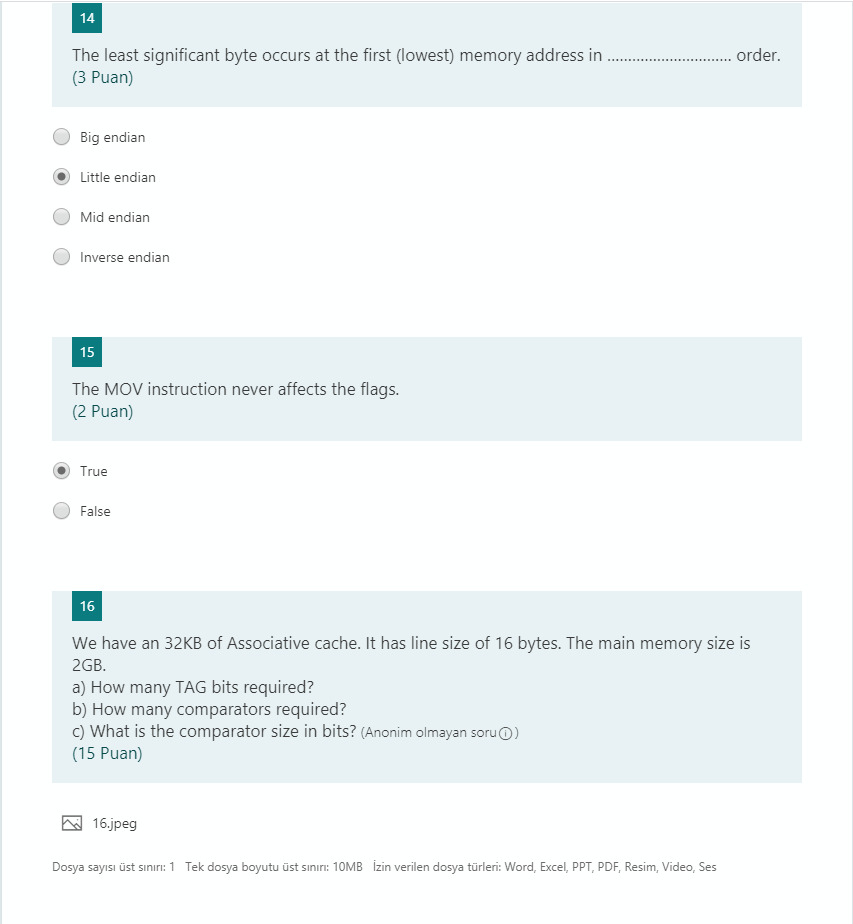 14
The least significant byte occurs at the first (lowest) memory address in .............................. order.
(3 Puan)
Big endian
Little endian
Mid endian
Inverse endian
15
The MOV instruction never affects the flags.
(2 Puan)
True
False
16
We have an 32KB of Associative cache. It has line size of 16 bytes. The main memory size is
2GB.
a) How many TAG bits required?
b) How many comparators required?
c) What is the comparator size in bits? (Anonim olmayan soruⓘ)
(15 Puan)
16.jpeg
Dosya sayısı üst sınırı: 1 Tek dosya boyutu üst sınırı: 10MB İzin verilen dosya türleri: Word, Excel, PPT, PDF, Resim, Video, Ses